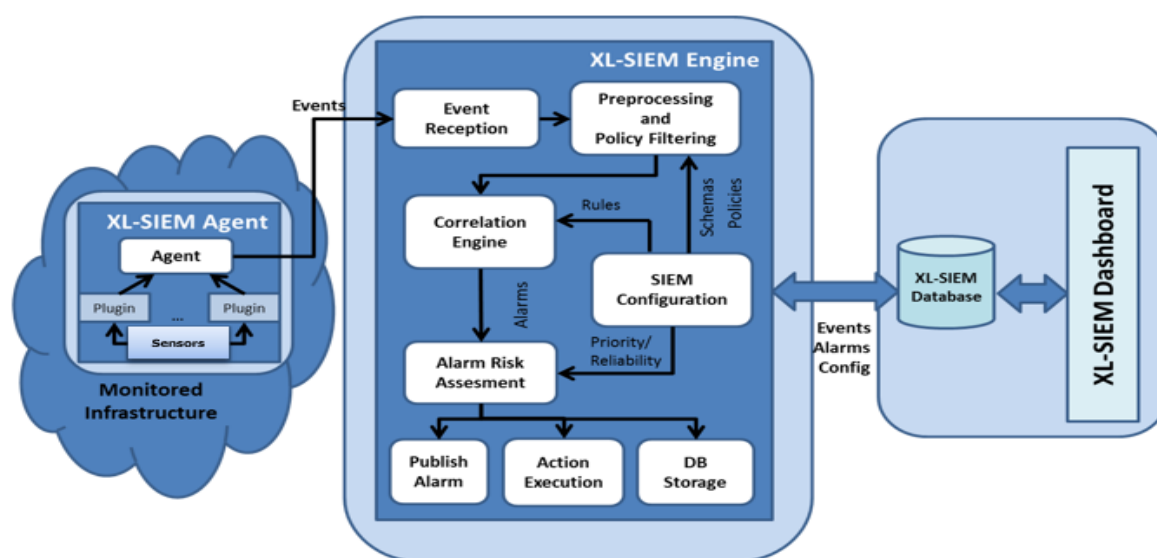 XL-SIEM Engine
Events
Event
Reception
Preprocessing
and
Policy Filtering
XL-SIEM Agent
Agent
Plugin
...
Plugin
Sensors
Monitored
Infrastructure
Correlation
Engine
Rules
Schemas
Policies
SIEM
Configuration
Alarms
Priority/
Reliability
Alarm Risk
Assesment
Publish
Alarm
Action
Execution
DB
Storage
Events
Alarms
Config
XL-SIEM
Database
XL-SIEM Dashboard